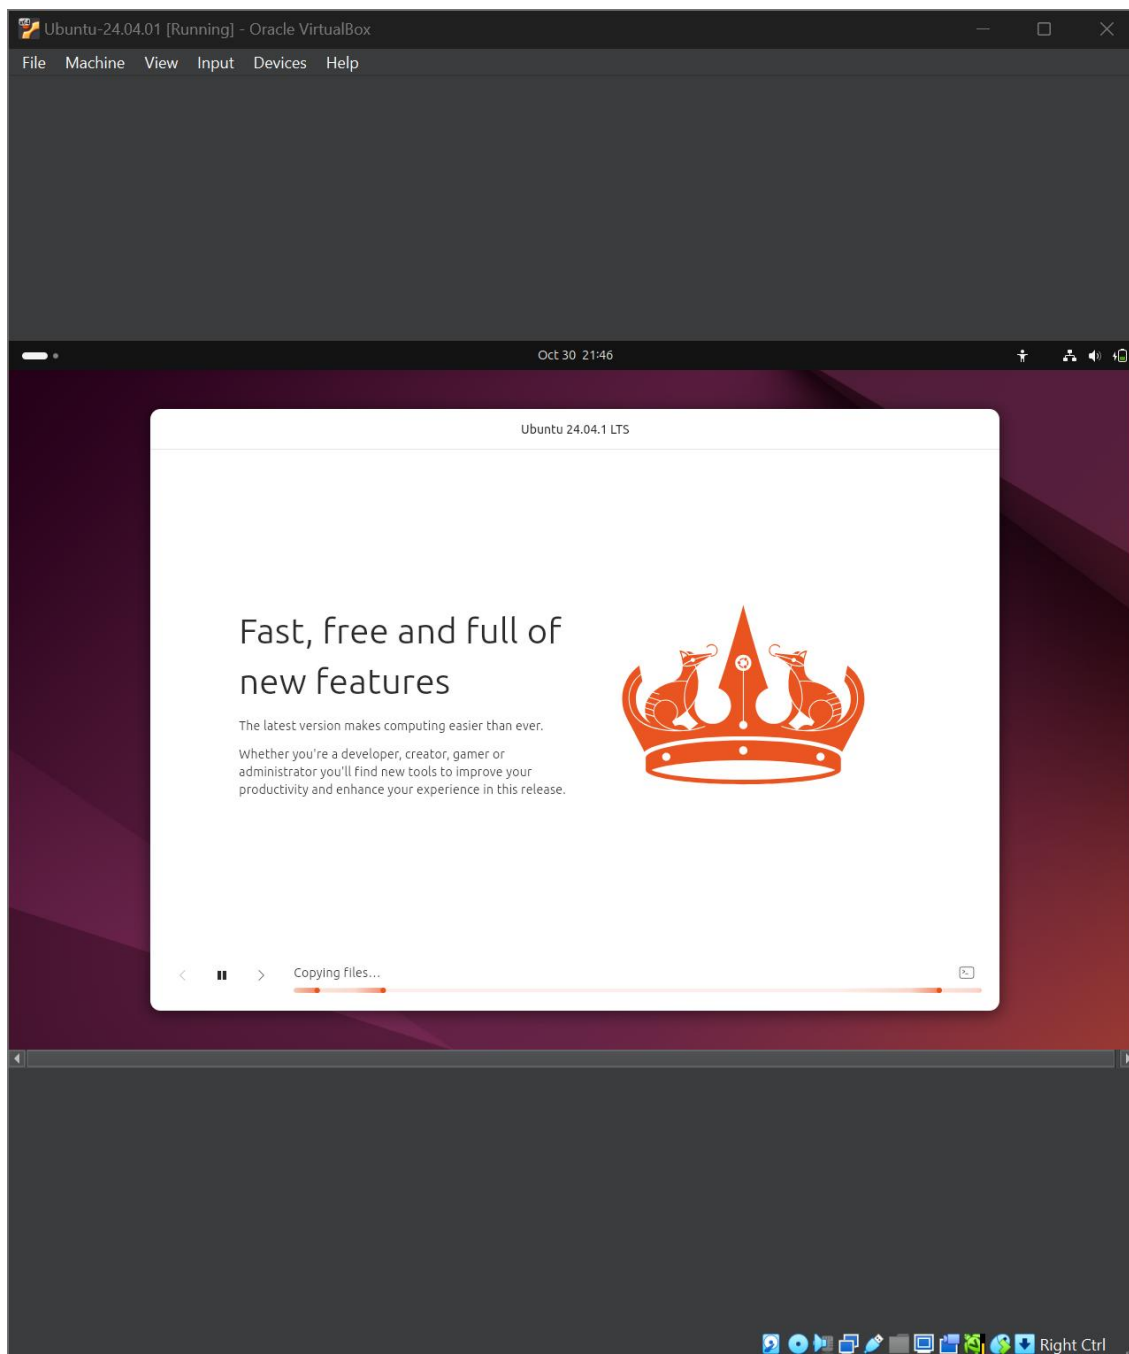 Ubuntu-24.04.01 [Running] - Oracle VirtualBox
File Machine View Input Devices Help
Oct 30 21:46
Ubuntu 24.04.1 LTS
Fast, free and full of
new features
The latest version makes computing easier than ever.
Whether you're a developer, creator, gamer or
administrator you'll find new tools to improve your
productivity and enhance your experience in this release.
Copying files...
Right Ctrl